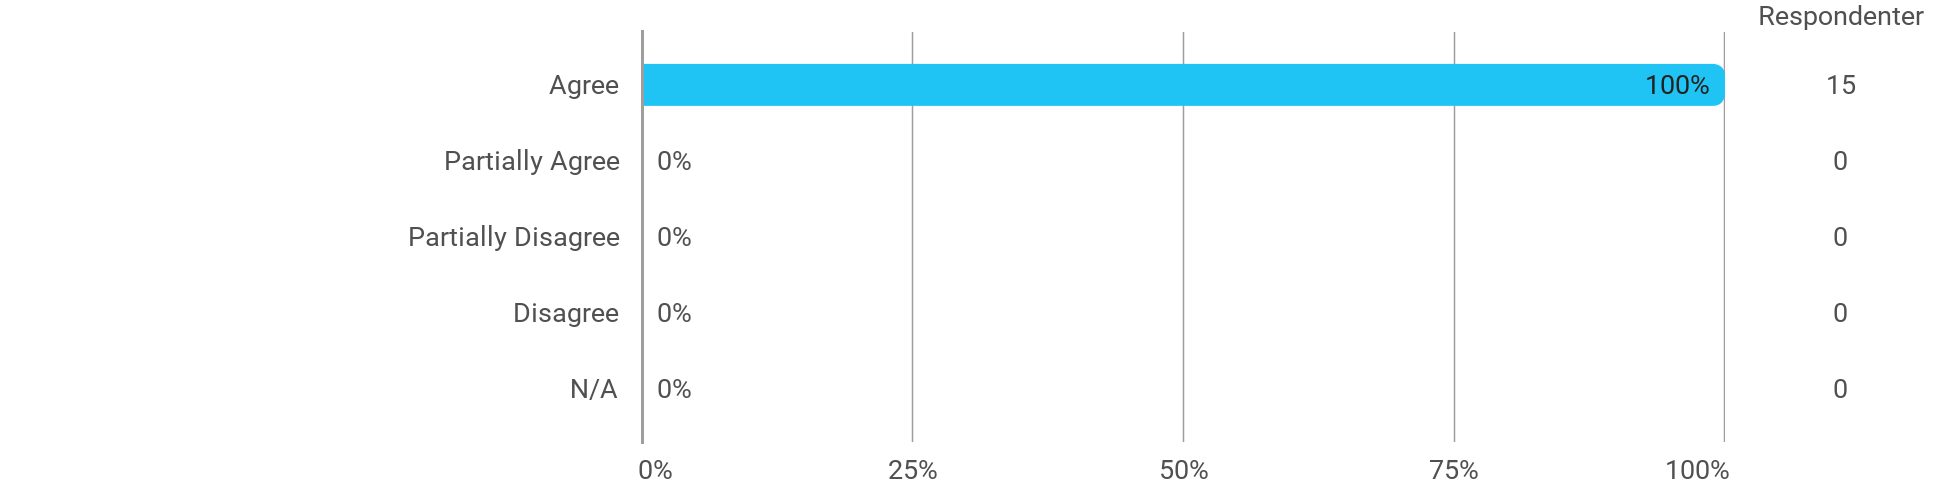 Respondenter
Agree 100% 15
Partially Agree 0% 0
Partially Disagree 0% 0
Disagree 0% 0
N/A 0% 0
0% 25% 50% 75% 100%